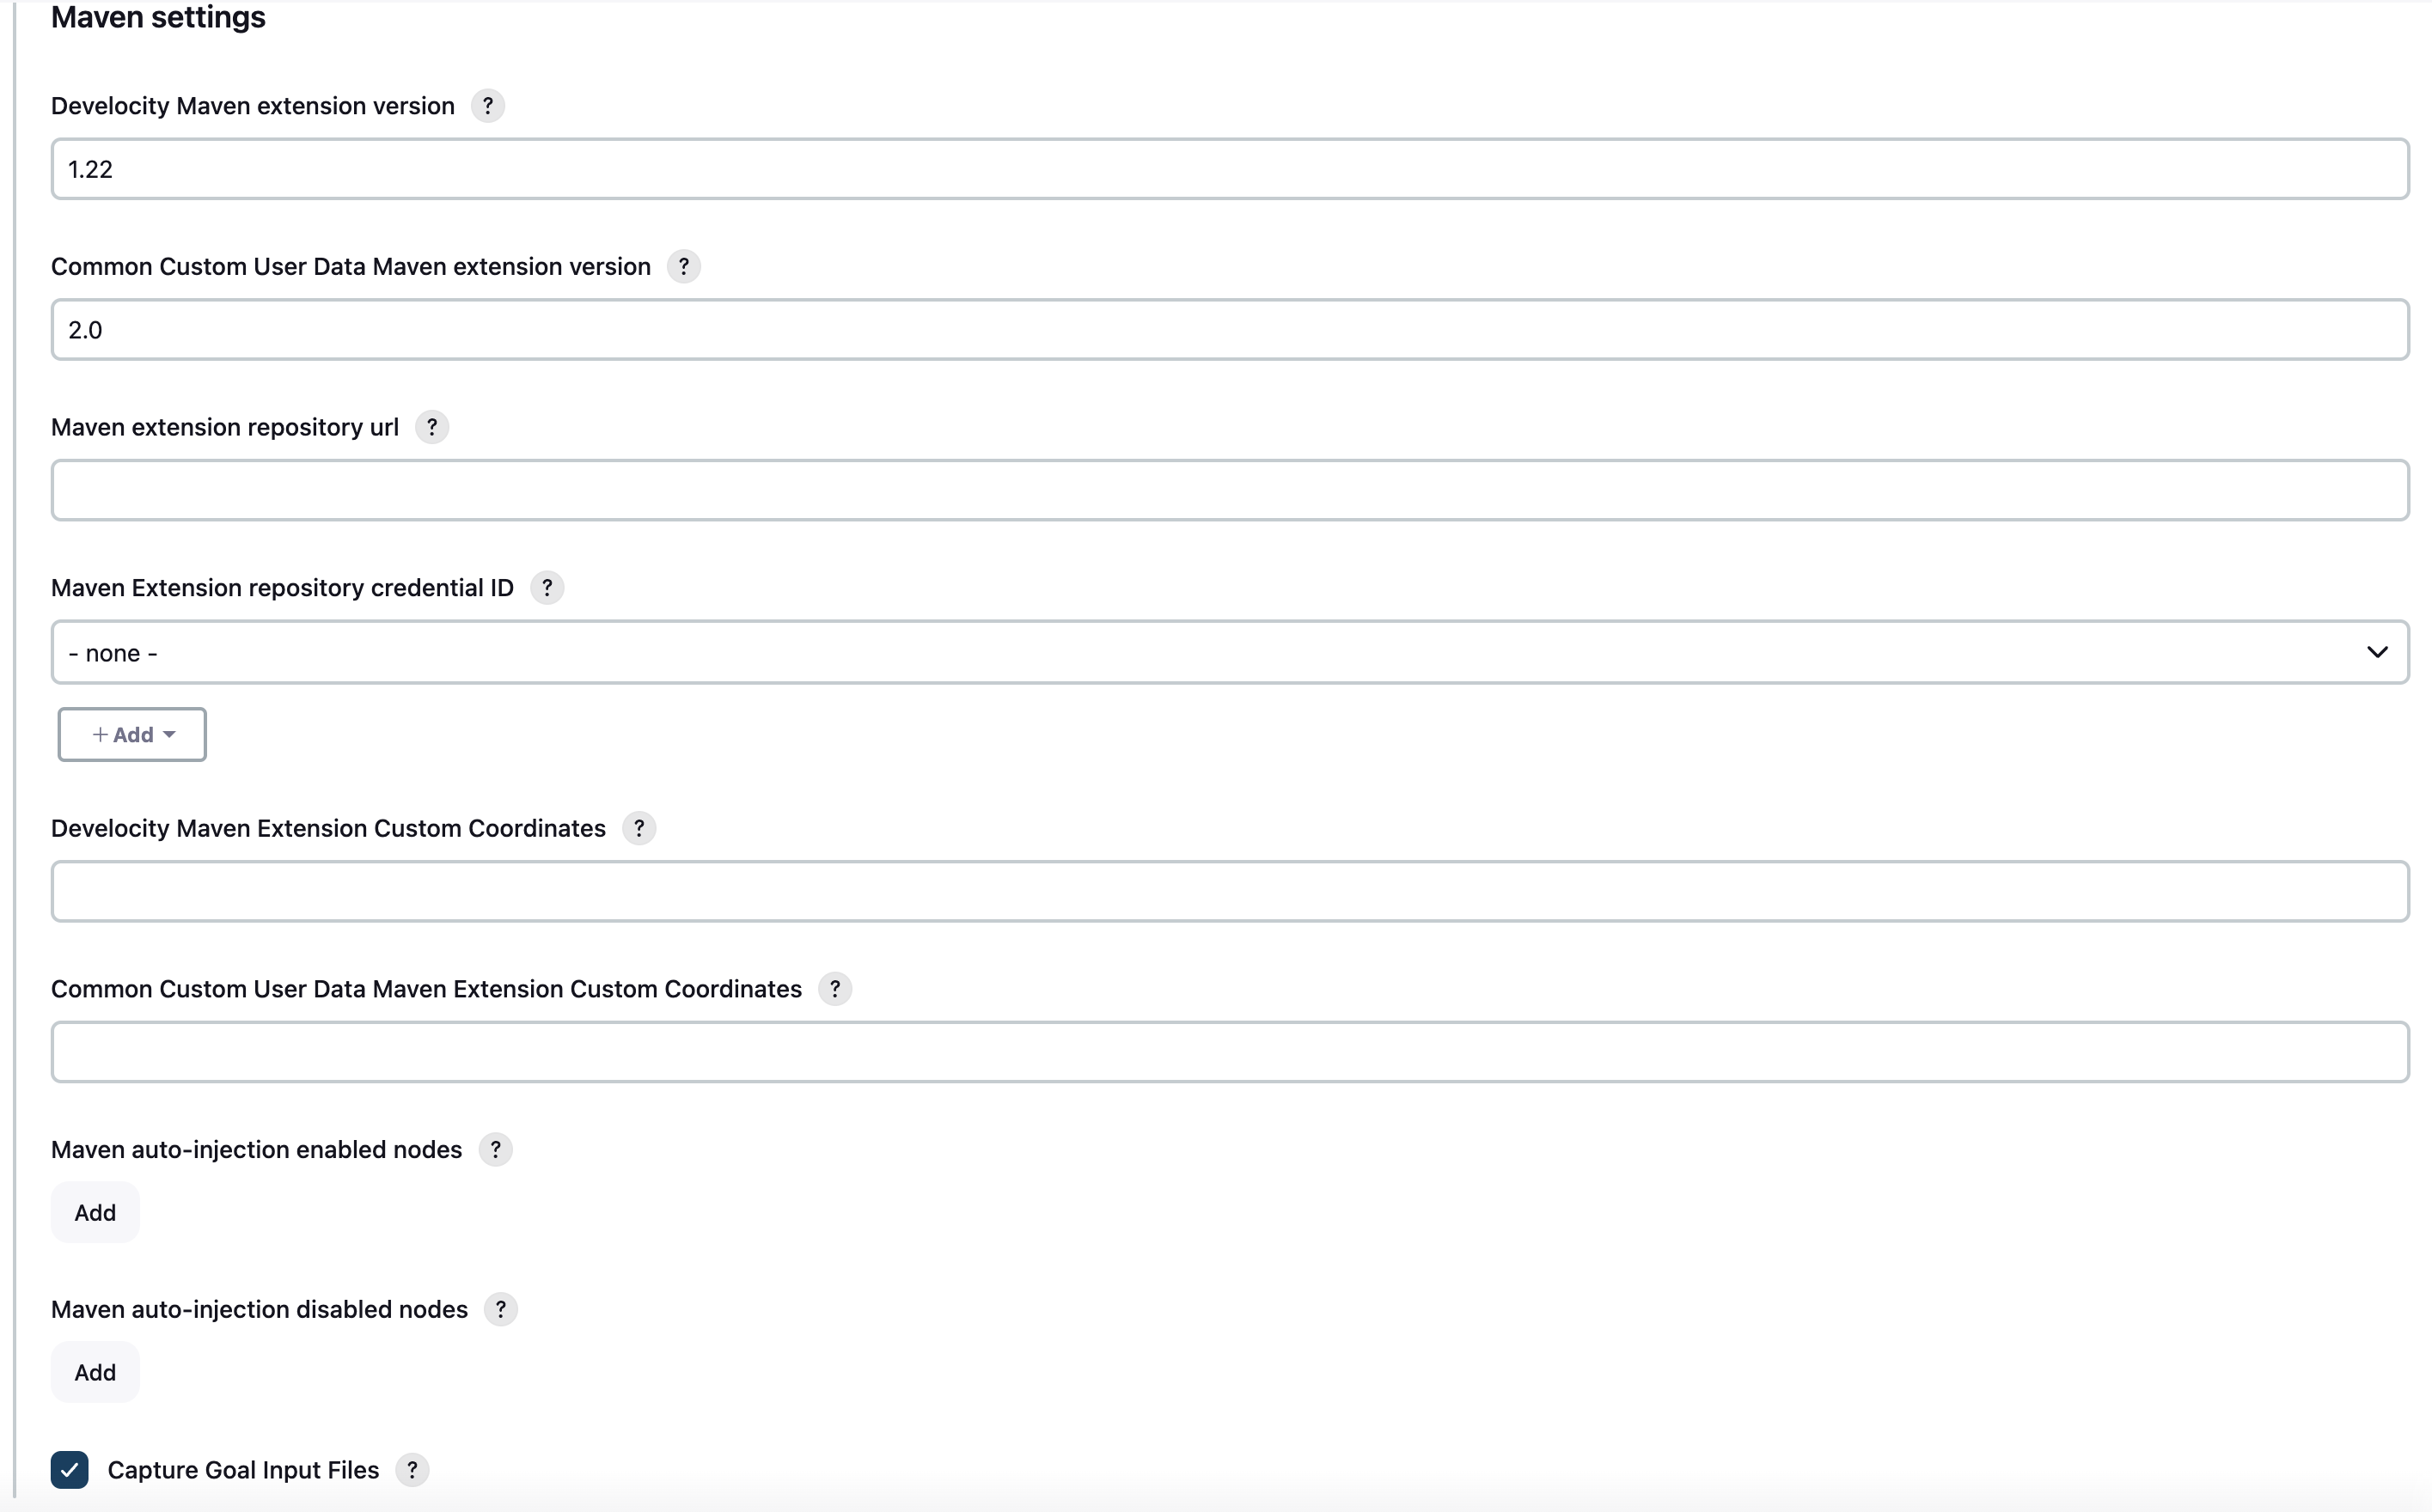 Maven settings
Develocity Maven extension version ?
1.22
Common Custom User Data Maven extension version ?
2.0
Maven extension repository url ?
Maven Extension repository credential ID ?
- none -
+ Add
Develocity Maven Extension Custom Coordinates ?
Common Custom User Data Maven Extension Custom Coordinates ?
Maven auto-injection enabled nodes ?
Add
Maven auto-injection disabled nodes ?
Add
Capture Goal Input Files ?